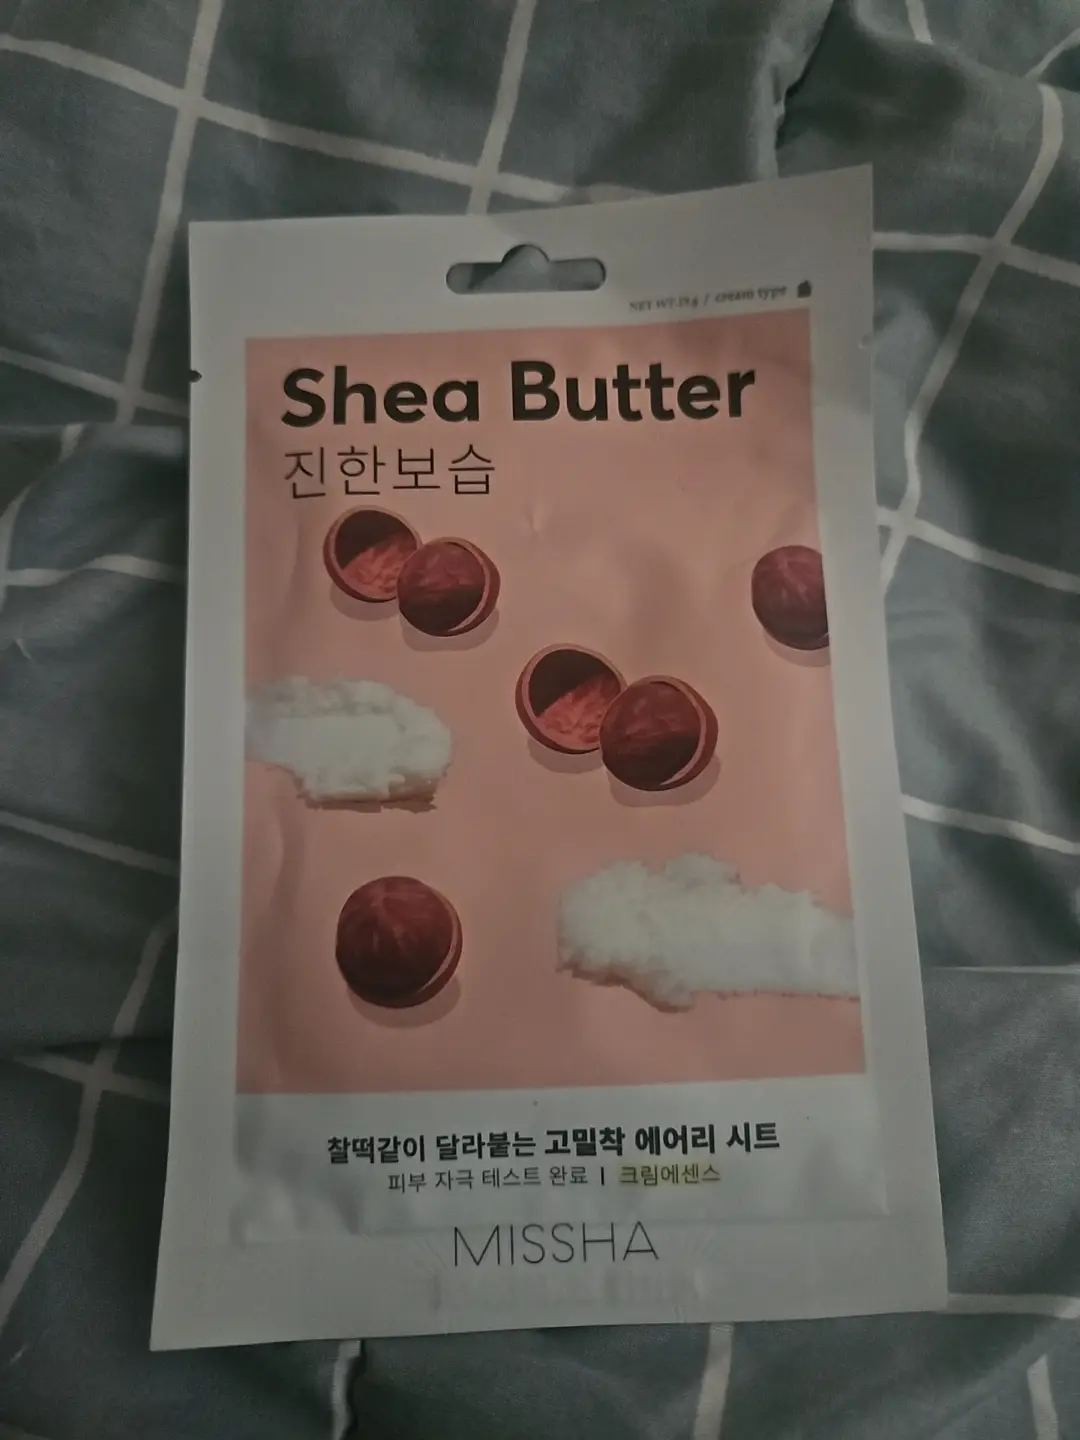 NET WT.19g / cream type
Shea Butter
진한보습
찰떡같이 달라붙는 고밀착 에어리 시트
피부 자극 테스트 완료 | 크림에센스
MISSHA